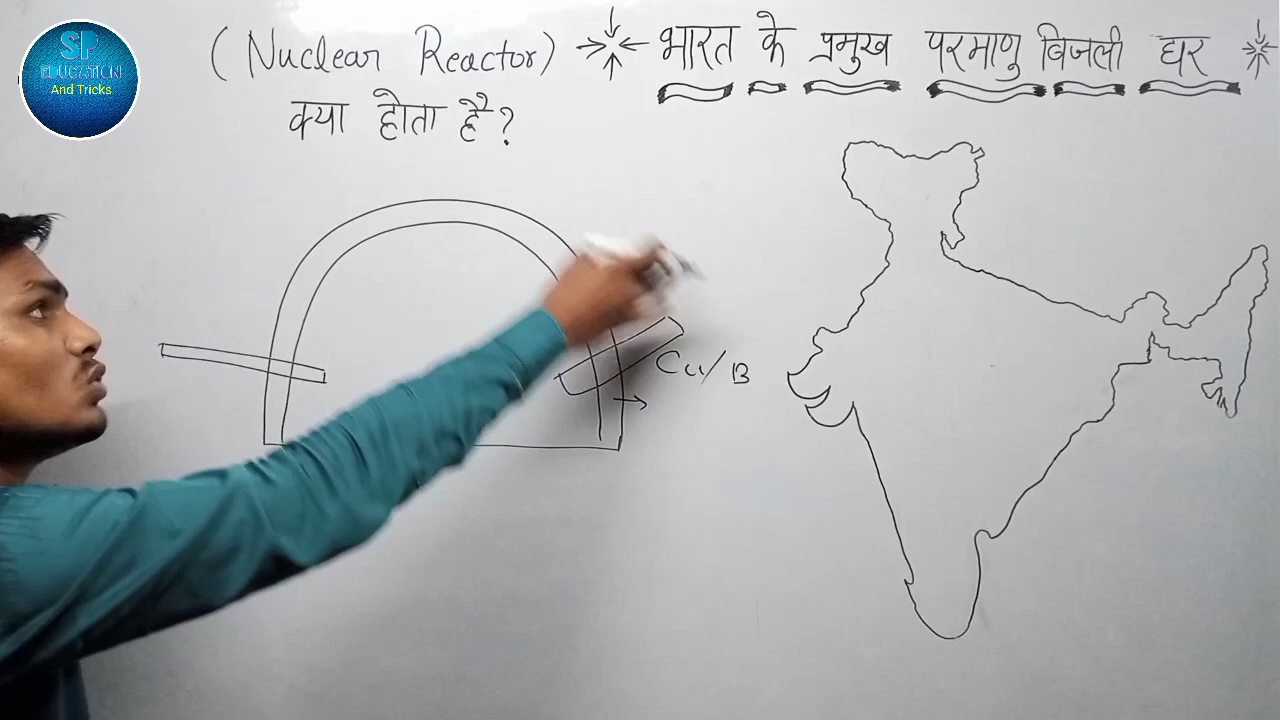 SP
EDUCATION
And Tricks
(Nuclear Reactor)
क्या होता है?
भारत के प्रमुख परमाणु बिजली घर
Cu/B